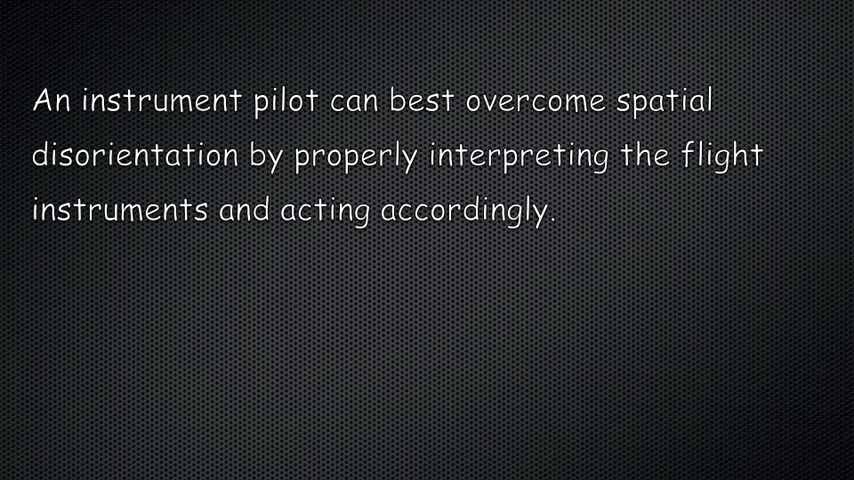 An instrument pilot can best overcome spatial
disorientation by properly interpreting the flight
instruments and acting accordingly.